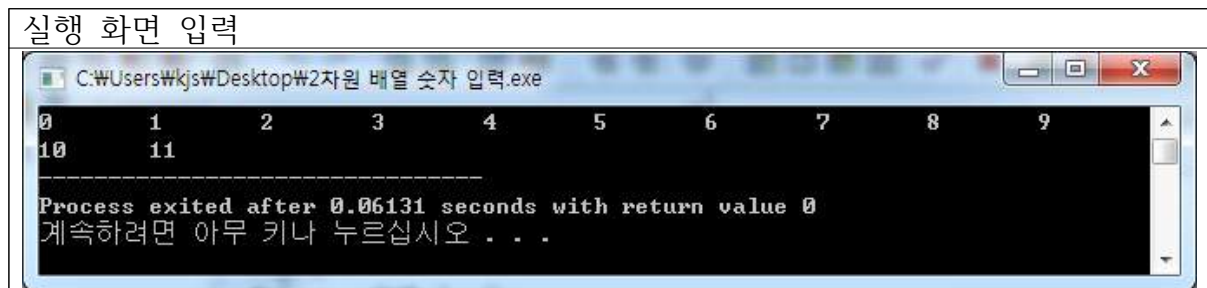 실행 화면 입력
C:₩Users₩kjs₩Desktop₩2차원 배열 숫자 입력.exe
0 1 2 3 4 5 6 7 8 9
10 11
--------------------------------
Process exited after 0.06131 seconds with return value 0
계속하려면 아무 키나 누르십시오 . . .